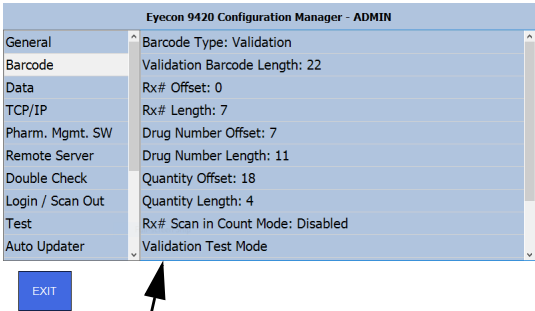 Eyecon 9420 Configuration Manager - ADMIN
General
Barcode
Data
TCP/IP
Pharm. Mgmt. SW
Remote Server
Double Check
Login / Scan Out
Test
Auto Updater
Barcode Type: Validation
Validation Barcode Length: 22
Rx# Offset: 0
Rx# Length: 7
Drug Number Offset: 7
Drug Number Length: 11
Quantity Offset: 18
Quantity Length: 4
Rx# Scan in Count Mode: Disabled
Validation Test Mode
EXIT